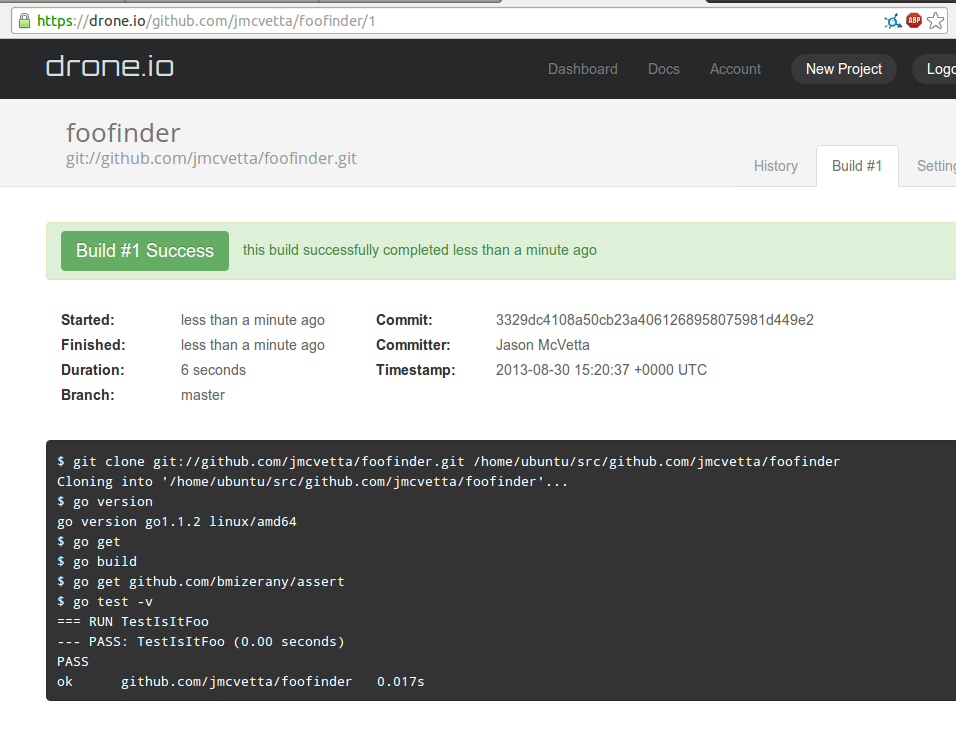 https://drone.io/github.com/jmcvetta/foofinder/1
ABP
drone.io
Dashboard Docs Account New Project Logo
foofinder
git://github.com/jmcvetta/foofinder.git
History Build #1 Setting
Build #1 Success this build successfully completed less than a minute ago
Started: less than a minute ago Commit: 3329dc4108a50cb23a4061268958075981d449e2
Finished: less than a minute ago Committer: Jason McVetta
Duration: 6 seconds Timestamp: 2013-08-30 15:20:37 +0000 UTC
Branch: master
$ git clone git://github.com/jmcvetta/foofinder.git /home/ubuntu/src/github.com/jmcvetta/foofinder
Cloning into '/home/ubuntu/src/github.com/jmcvetta/foofinder'...
$ go version
go version go1.1.2 linux/amd64
$ go get
$ go build
$ go get github.com/bmizerany/assert
$ go test -v
=== RUN TestIsItFoo
--- PASS: TestIsItFoo (0.00 seconds)
PASS
ok github.com/jmcvetta/foofinder 0.017s